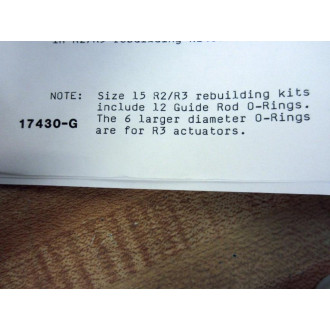 NOTE: Size 15 R2/R3 rebuilding kits
include 12 Guide Rod O-Rings.
17430-G The 6 larger diameter O-Rings
are for R3 actuators.